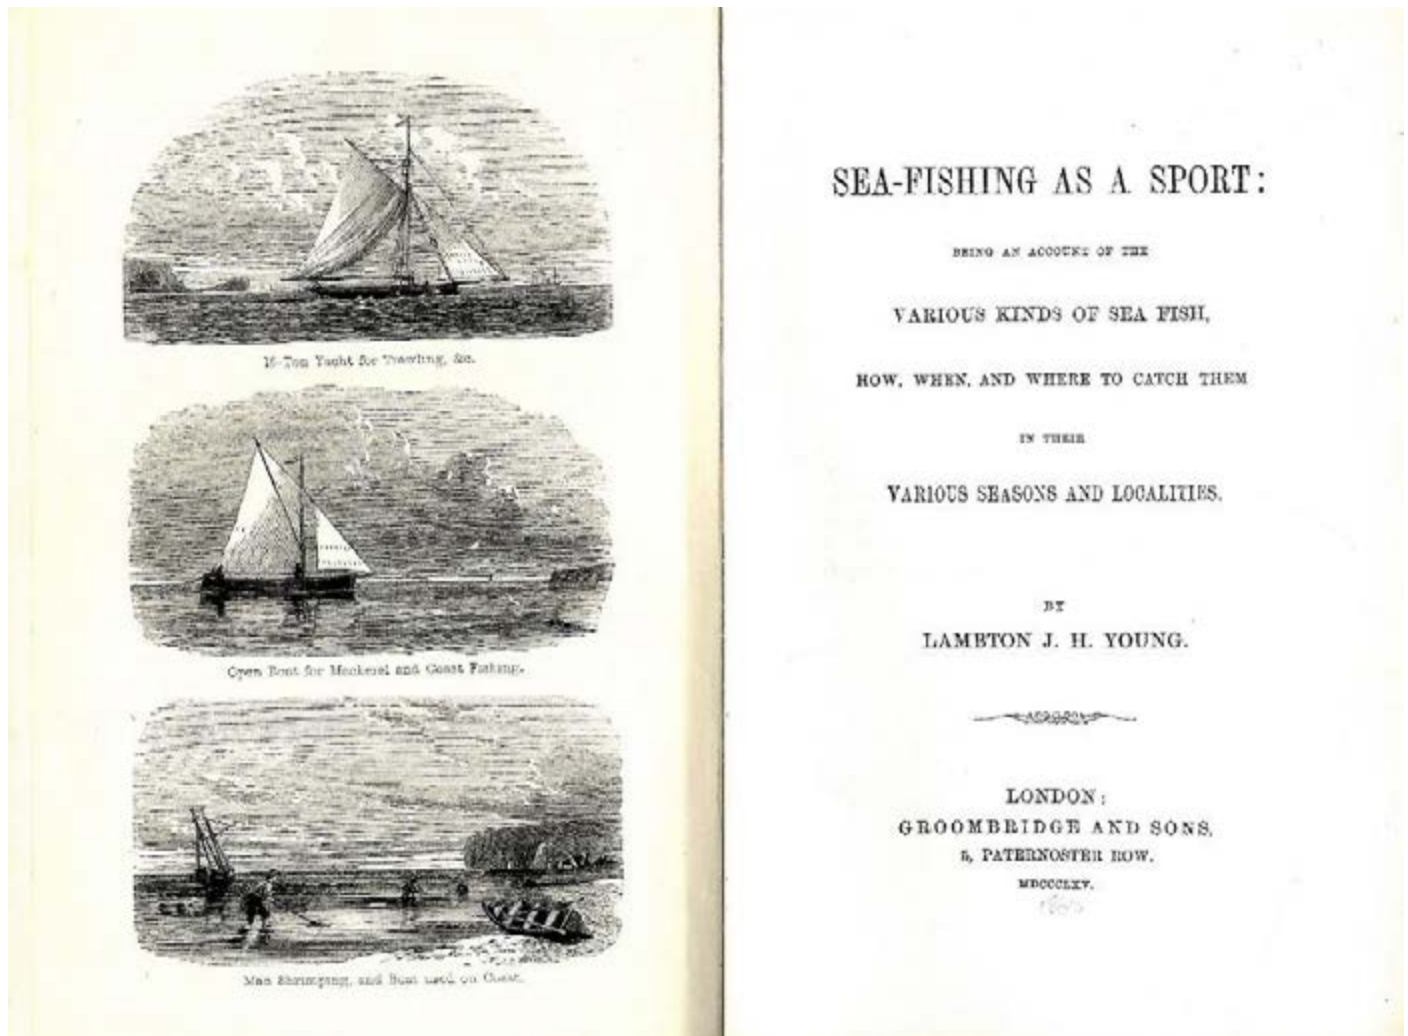 16-Ton Yacht for Trawling, &c.
Open Boat for Mackerel and Coast Fishing.
Man Shrimping, and Boat used on Coast.
SEA-FISHING AS A SPORT:
BEING AN ACCOUNT OF THE
VARIOUS KINDS OF SEA FISH,
HOW, WHEN, AND WHERE TO CATCH THEM
IN THEIR
VARIOUS SEASONS AND LOCALITIES.
BY
LAMBTON J. H. YOUNG.
LONDON:
GROOMBRIDGE AND SONS,
5, PATERNOSTER ROW.
MDCCCLXV.